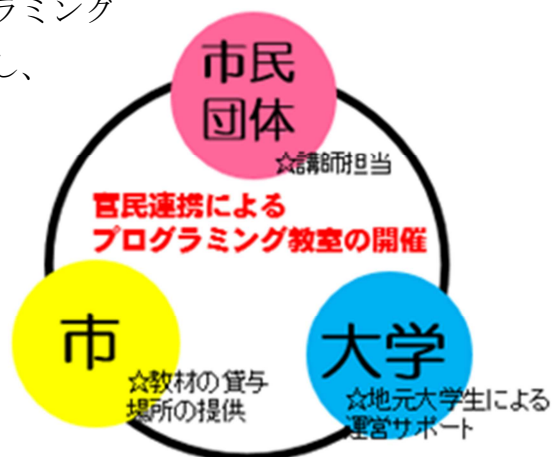 ラミング
し、
市民
団体
☆講師担当
官民連携による
プログラミング教室の開催
市
☆教材の貸与
場所の提供
大学
☆地元大学生による
運営サポート